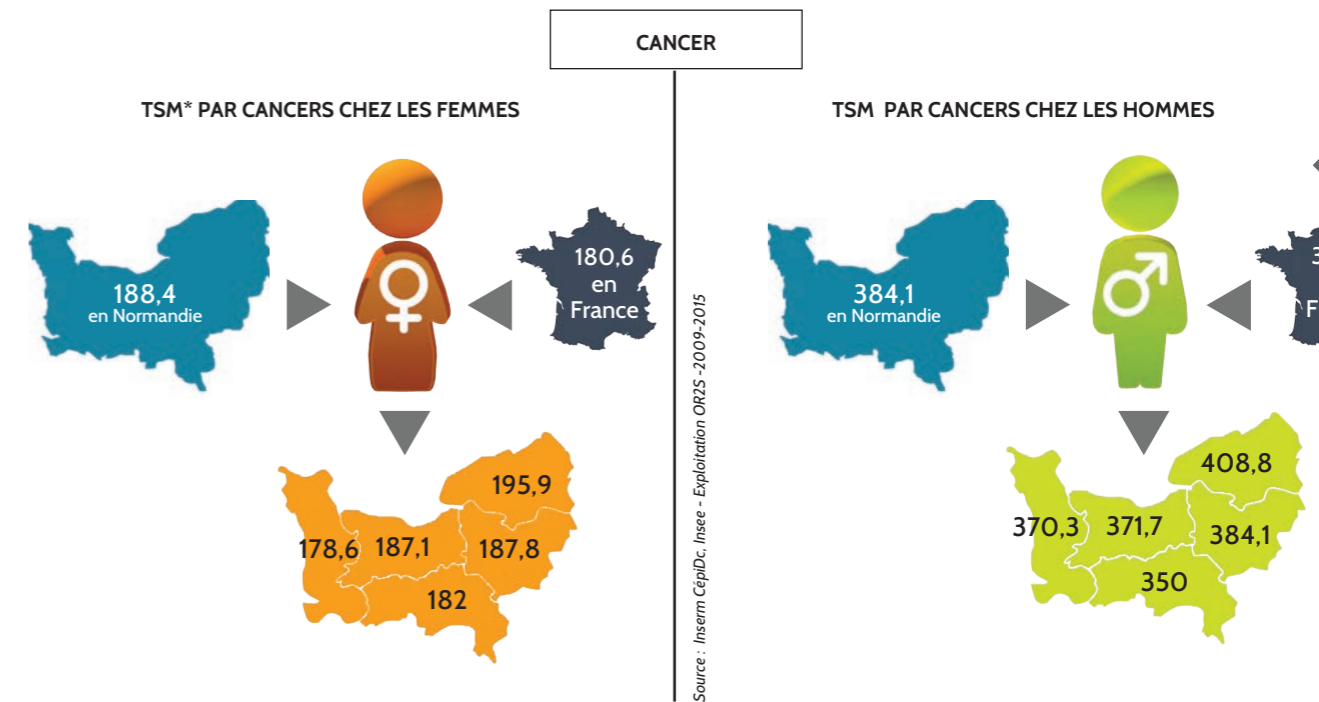 CANCER
TSM* PAR CANCERS CHEZ LES FEMMES
188,4
en Normandie
180,6
en
France
195,9
178,6
187,1
187,8
182
Source : Inserm CépiDc, Insee - Exploitation OR2S -2009-2015
TSM PAR CANCERS CHEZ LES HOMMES
384,1
en Normandie
408,8
370,3
371,7
384,1
350